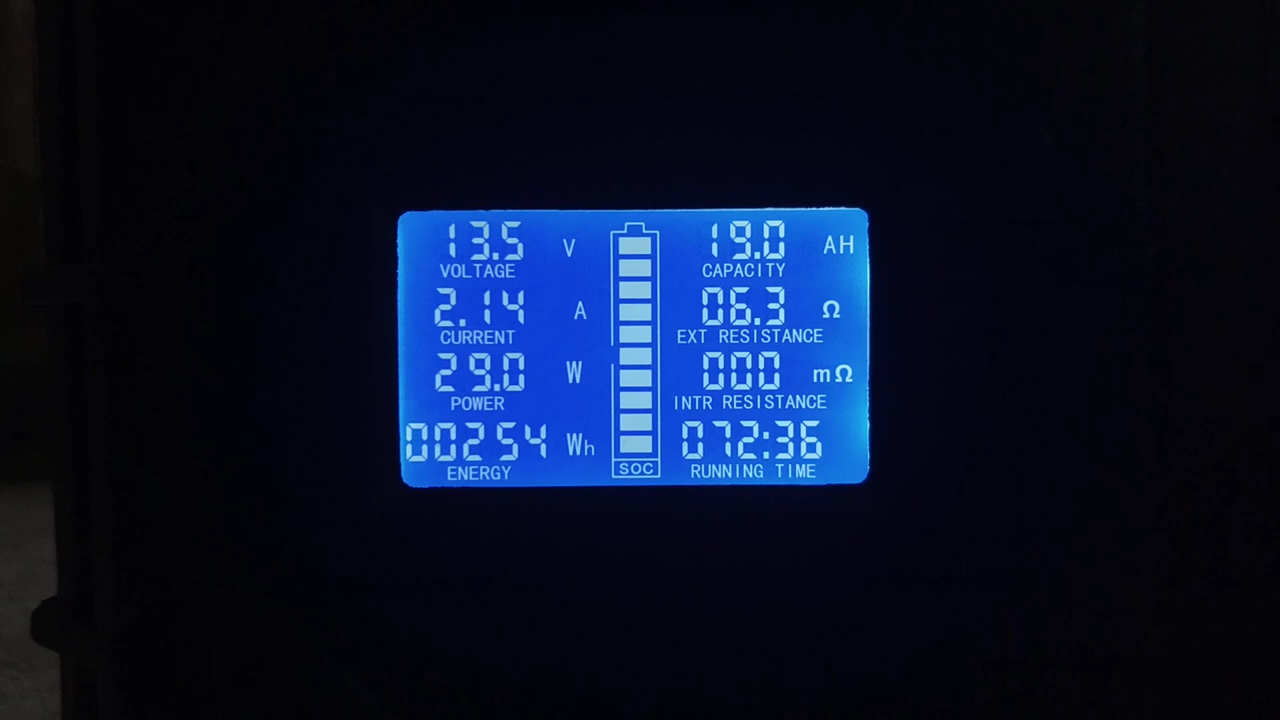 13.5 V
VOLTAGE
2.14 A
CURRENT
29.0 W
POWER
00254 Wh
ENERGY
SOC
19.0 AH
CAPACITY
06.3 Ω
EXT RESISTANCE
000 mΩ
INTR RESISTANCE
072:36
RUNNING TIME